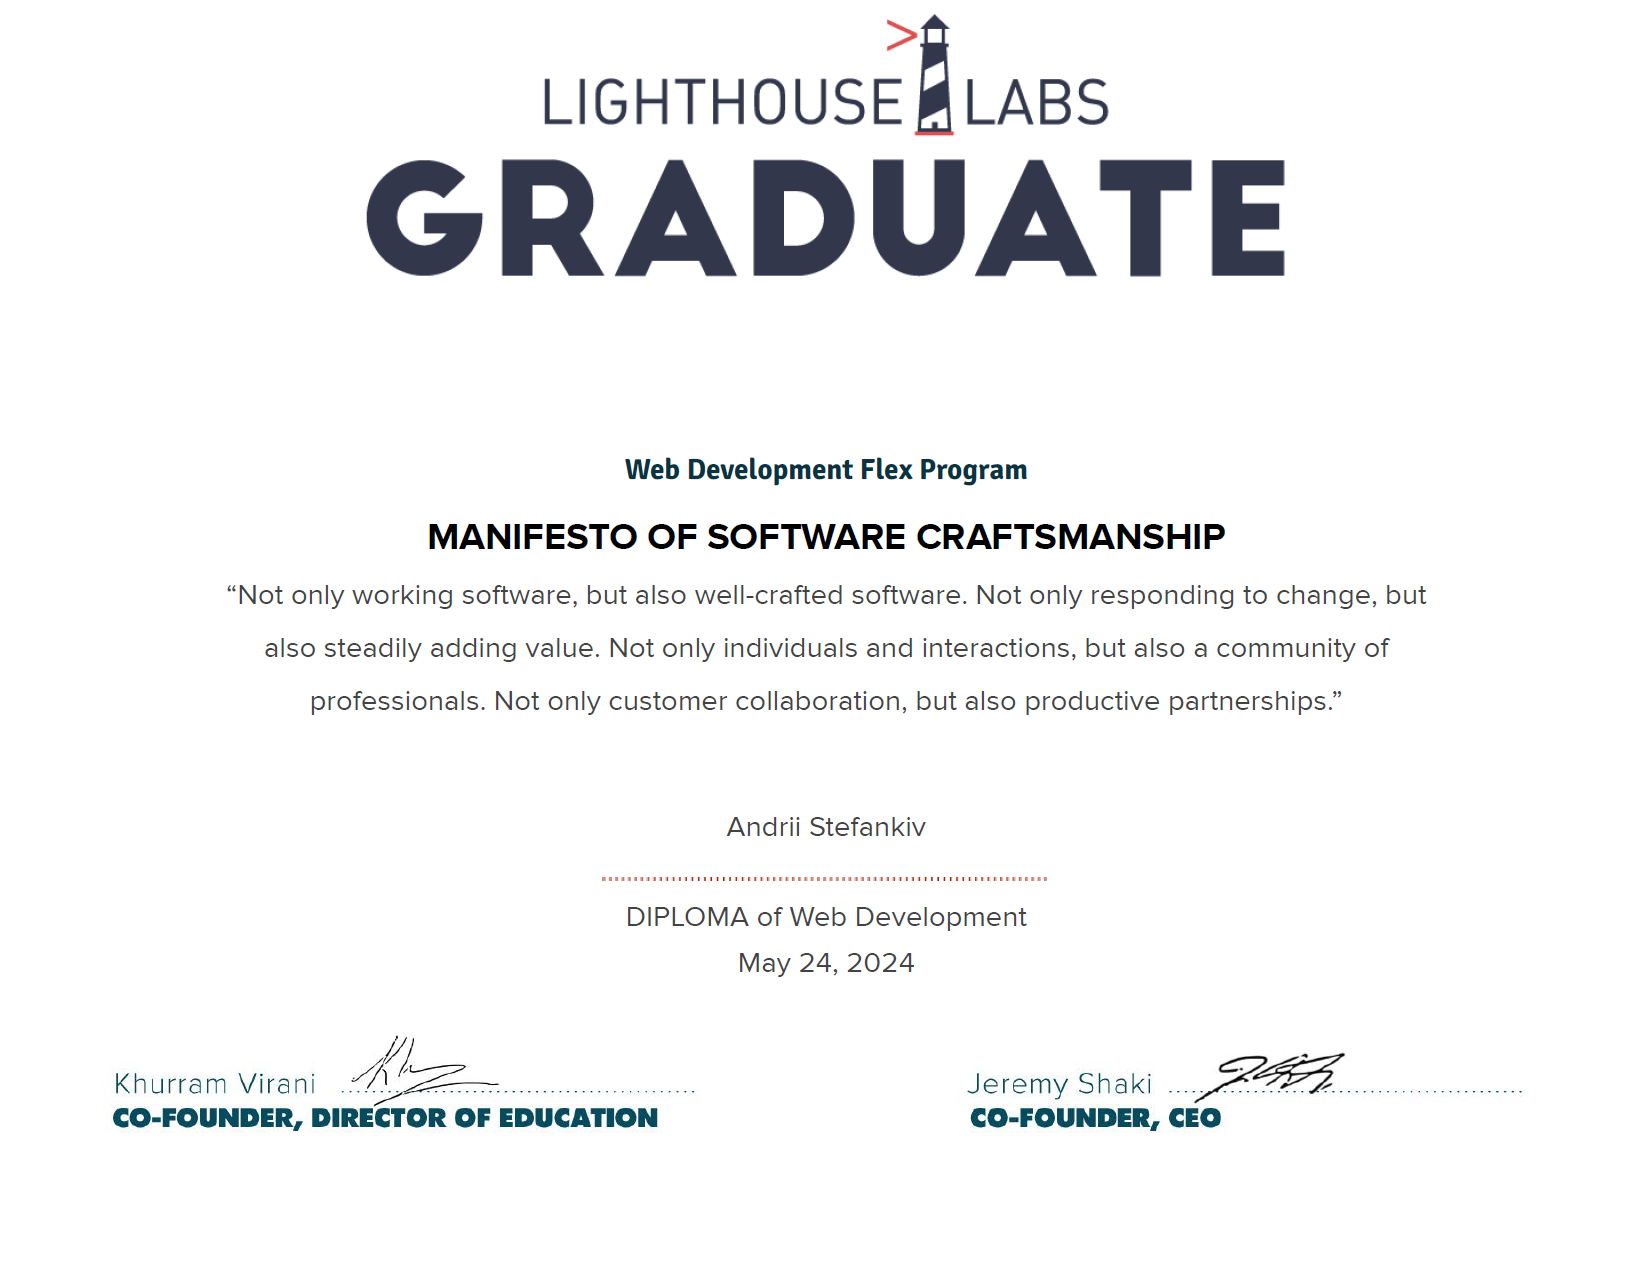 LIGHTHOUSE LABS
GRADUATE
Web Development Flex Program
MANIFESTO OF SOFTWARE CRAFTSMANSHIP
“Not only working software, but also well-crafted software. Not only responding to change, but
also steadily adding value. Not only individuals and interactions, but also a community of
professionals. Not only customer collaboration, but also productive partnerships.”
Andrii Stefankiv
DIPLOMA of Web Development
May 24, 2024
Khurram Virani
CO-FOUNDER, DIRECTOR OF EDUCATION
Jeremy Shaki
CO-FOUNDER, CEO